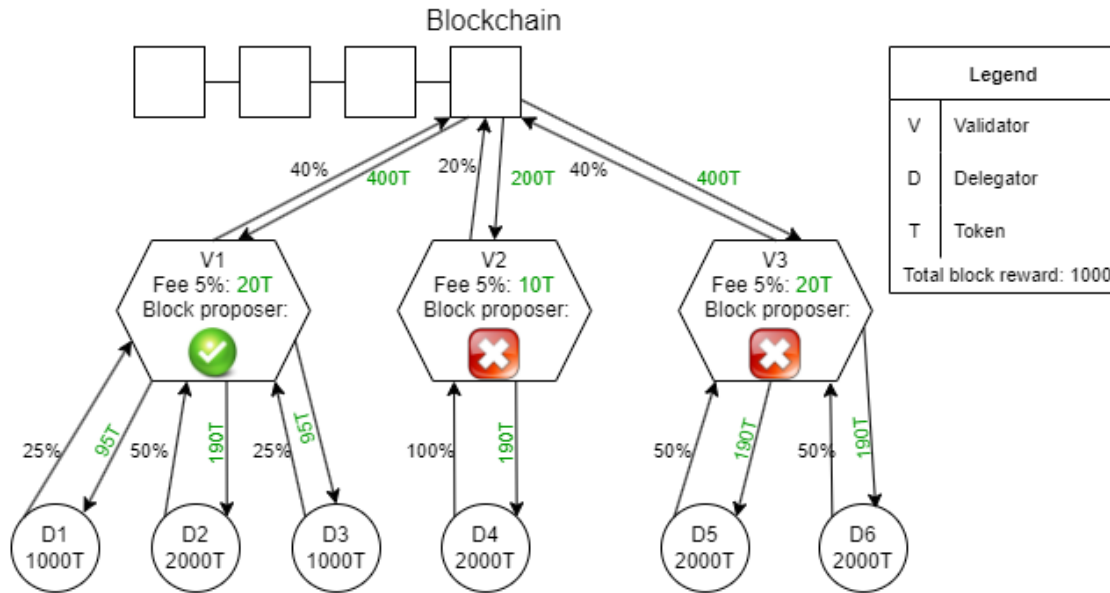 Blockchain
Legend
V Validator
D Delegator
T Token
Total block reward: 1000
40%
400T
20%
200T
40%
400T
V1
Fee 5%: 20T
Block proposer:
V2
Fee 5%: 10T
Block proposer:
V3
Fee 5%: 20T
Block proposer:
25%
95T
50%
190T
25%
95T
100%
190T
50%
190T
50%
190T
D1
1000T
D2
2000T
D3
1000T
D4
2000T
D5
2000T
D6
2000T